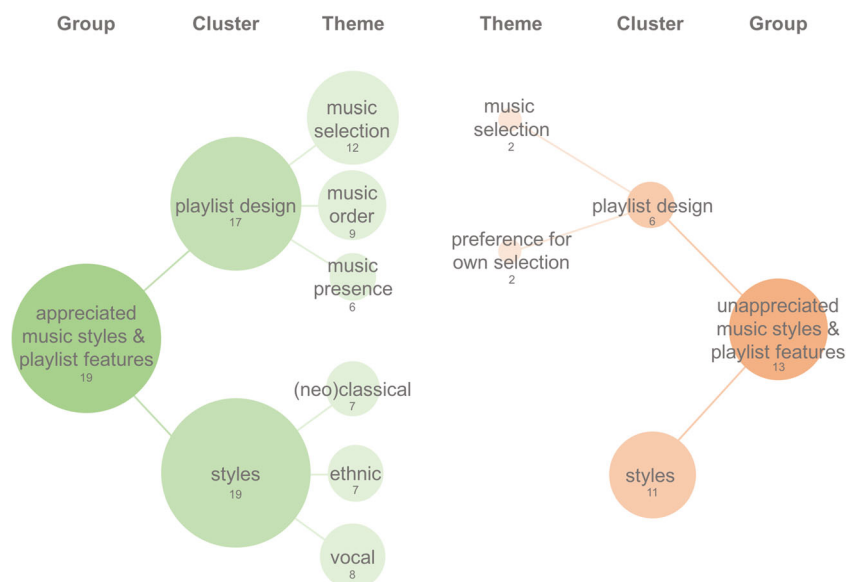 Group Cluster Theme Theme Cluster Group
music
selection
12
playlist design
17
music
order
9
music
presence
6
appreciated
music styles &
playlist features
19
(neo)classical
7
styles
19
ethnic
7
vocal
8
music
selection
2
playlist design
6
preference for
own selection
2
unappreciated
music styles &
playlist features
13
styles
11